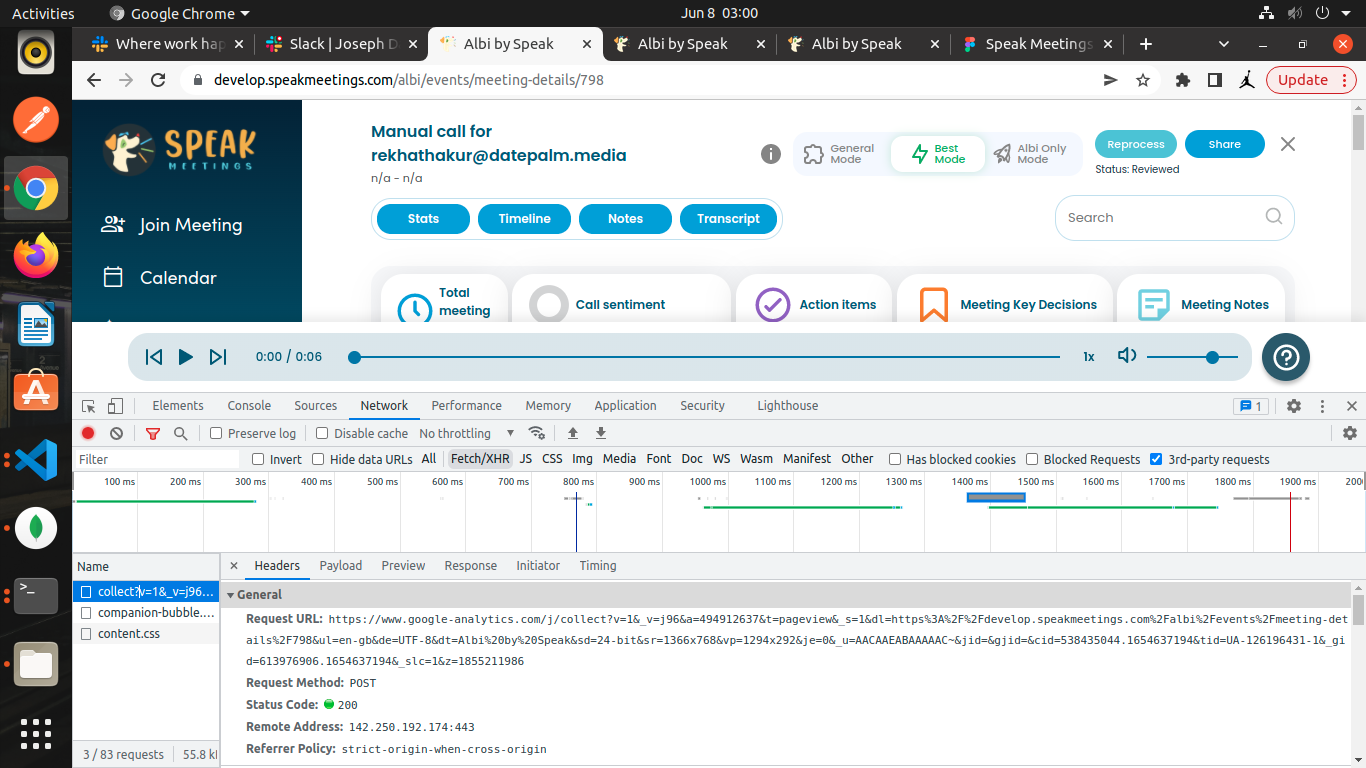 Activities
Google Chrome
Jun 8 03:00
Where work hap
Slack | Joseph D
Albi by Speak
Albi by Speak
Albi by Speak
Speak Meetings
develop.speakmeetings.com/albi/events/meeting-details/798
Update
SPEAK
MEETINGS
Join Meeting
Calendar
Manual call for
rekhathakur@datepalm.media
n/a - n/a
General
Mode
Best
Mode
Albi Only
Mode
Reprocess
Share
Status: Reviewed
Stats
Timeline
Notes
Transcript
Search
Total
meeting
Call sentiment
Action items
Meeting Key Decisions
Meeting Notes
0:00 / 0:06
1x
Elements
Console
Sources
Network
Performance
Memory
Application
Security
Lighthouse
1
Preserve log
Disable cache
No throttling
Filter
Invert
Hide data URLs
All
Fetch/XHR
JS
CSS
Img
Media
Font
Doc
WS
Wasm
Manifest
Other
Has blocked cookies
Blocked Requests
3rd-party requests
100 ms
200 ms
300 ms
400 ms
500 ms
600 ms
700 ms
800 ms
900 ms
1000 ms
1100 ms
1200 ms
1300 ms
1400 ms
1500 ms
1600 ms
1700 ms
1800 ms
1900 ms
2000
Name
collect?v=1&_v=j96…
companion-bubble.…
content.css
3 / 83 requests
55.8 k
Headers
Payload
Preview
Response
Initiator
Timing
General
Request URL: https://www.google-analytics.com/j/collect?v=1&_v=j96&a=494912637&t=pageview&_s=1&dl=https%3A%2F%2Fdevelop.speakmeetings.com%2Falbi%2Fevents%2Fmeeting-det
ails%2F798&ul=en-gb&de=UTF-8&dt=Albi%20by%20Speak&sd=24-bit&sr=1366x768&vp=1294x292&je=0&_u=AACAAEABAAAAAC~&jid=&gjid=&cid=538435044.1654637194&tid=UA-126196431-1&_gi
d=613976906.1654637194&_slc=1&z=1855211986
Request Method: POST
Status Code: 200
Remote Address: 142.250.192.174:443
Referrer Policy: strict-origin-when-cross-origin